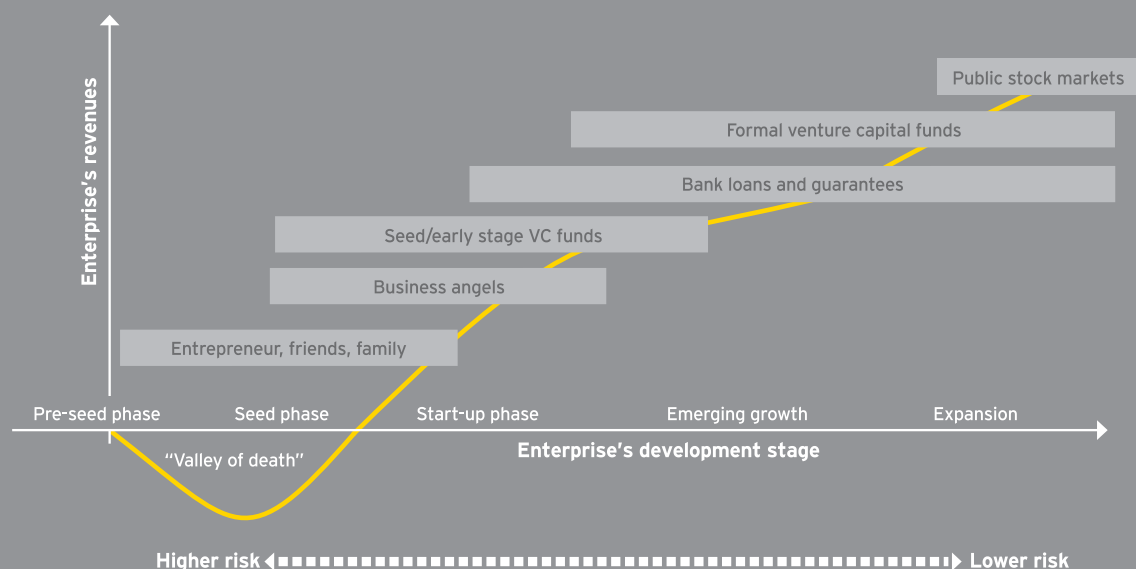 Enterprise's revenues
Public stock markets
Formal venture capital funds
Bank loans and guarantees
Seed/early stage VC funds
Business angels
Entrepreneur, friends, family
Pre-seed phase
Seed phase
Start-up phase
Emerging growth
Expansion
Enterprise's development stage
“Valley of death”
Higher risk
Lower risk